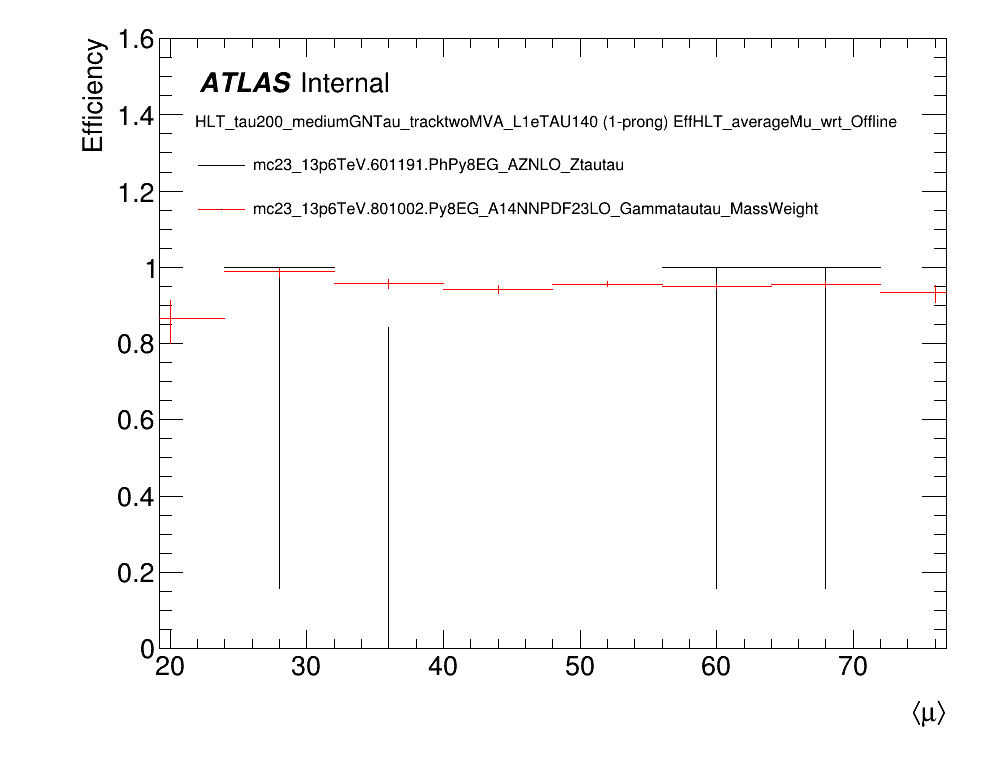 Efficiency
1.6
1.4
1.2
1
0.8
0.6
0.4
0.2
0
ATLAS Internal
HLT_tau200_mediumGNTau_tracktwoMVA_L1eTAU140 (1-prong) EffHLT_averageMu_wrt_Offline
mc23_13p6TeV.601191.PhPy8EG_AZNLO_Ztautau
mc23_13p6TeV.801002.Py8EG_A14NNPDF23LO_Gammatautau_MassWeight
20 30 40 50 60 70
⟨μ⟩